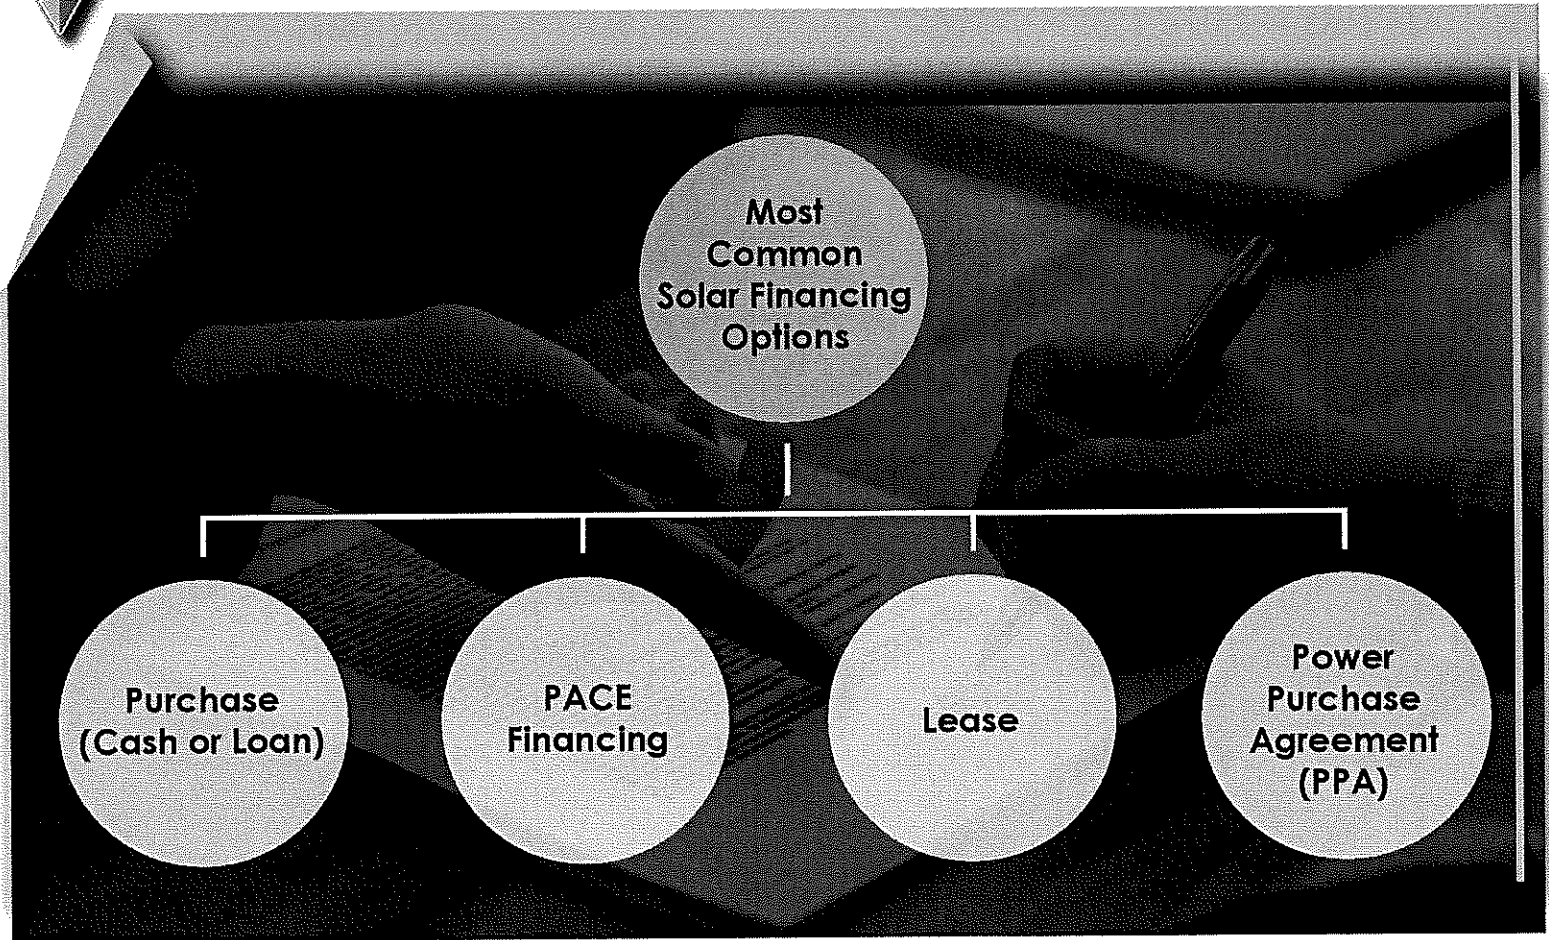 Most
Common
Solar Financing
Options
Purchase
(Cash or Loan)
PACE
Financing
Lease
Power
Purchase
Agreement
(PPA)